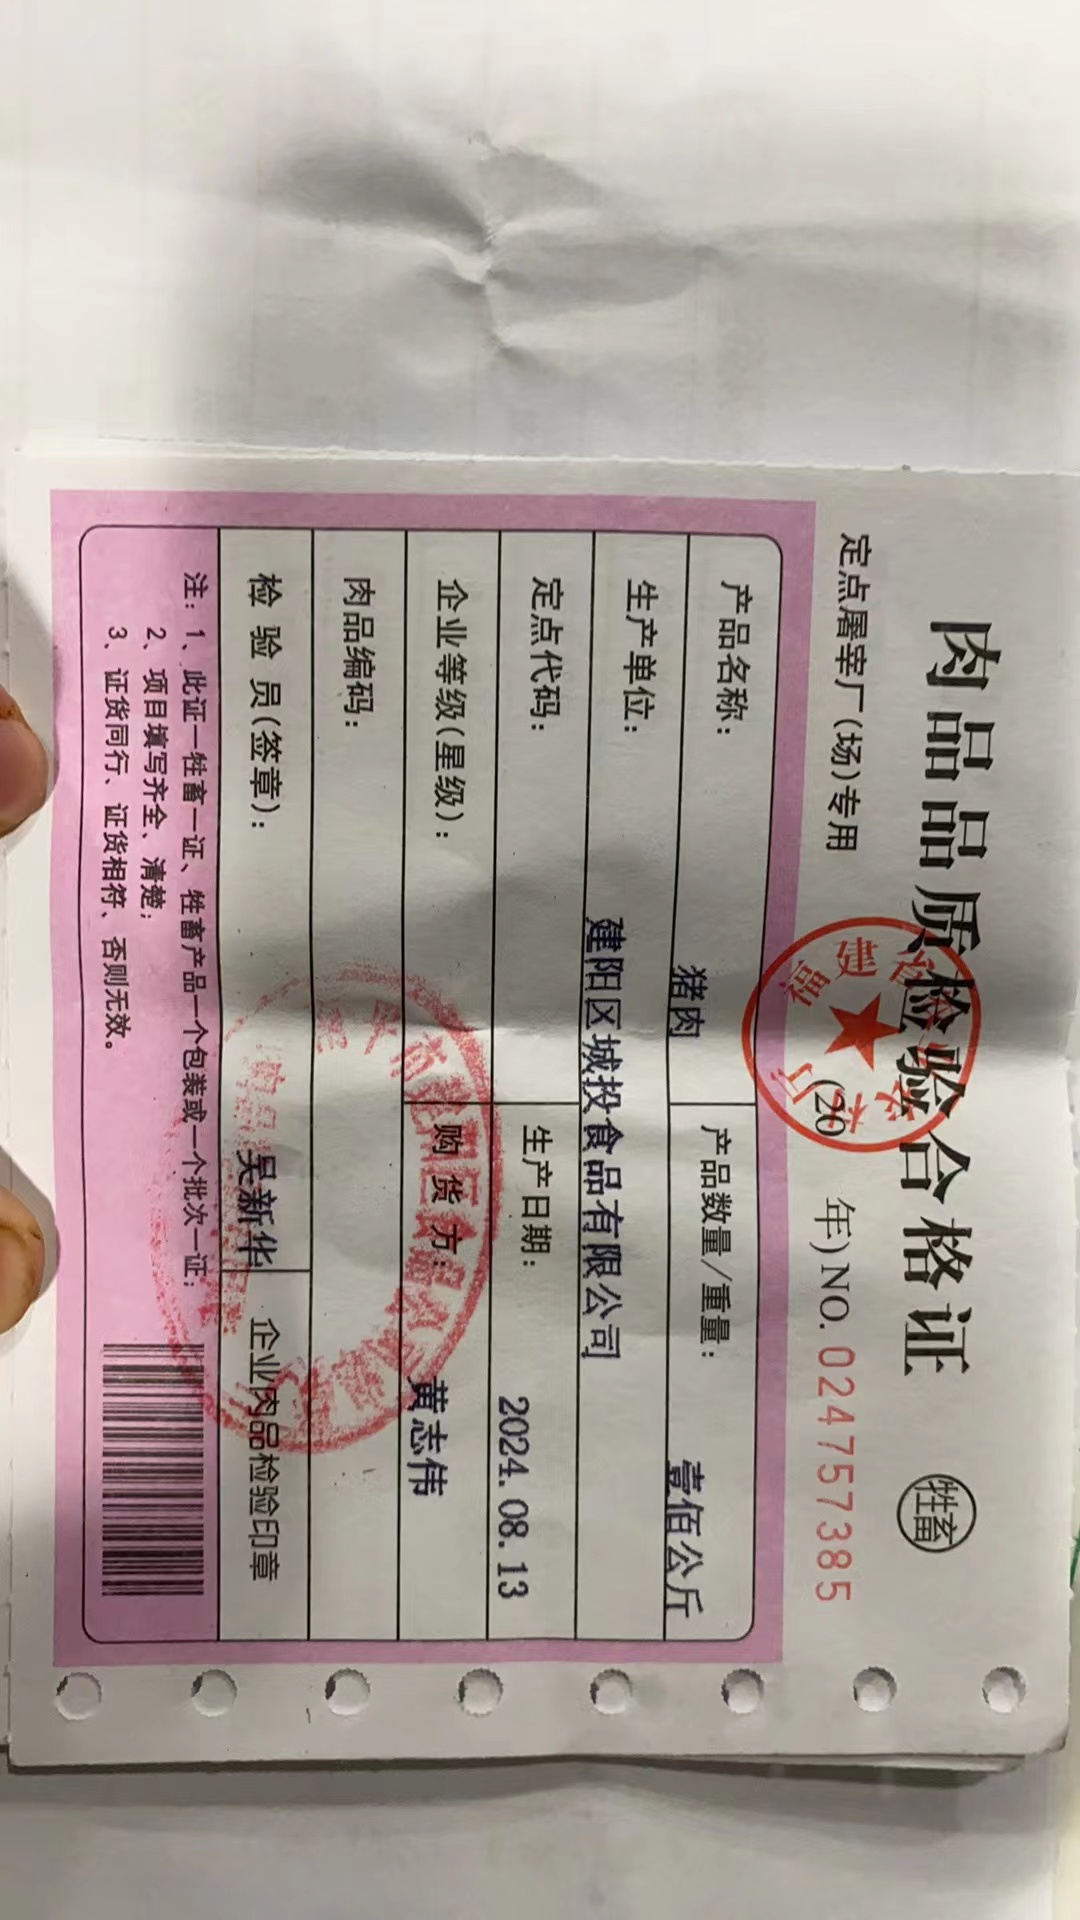 肉品品质检验合格证
牲畜
定点屠宰厂(场)专用
福建省
(20 年) NO. 024757385
产品名称: 猪肉 产品数量/重量: 壹佰公斤
生产单位: 建阳区城投食品有限公司
定点代码: 生产日期: 2024.08.13
企业等级(星级): 购货方: 黄志伟
肉品编码:
检验员(签章): 吴新华 企业肉品检验印章
注: 1、此证一牲畜一证、牲畜产品一个包装或一个批次一证;
2、项目填写齐全、清楚;
3、证货同行、证货相符、否则无效。